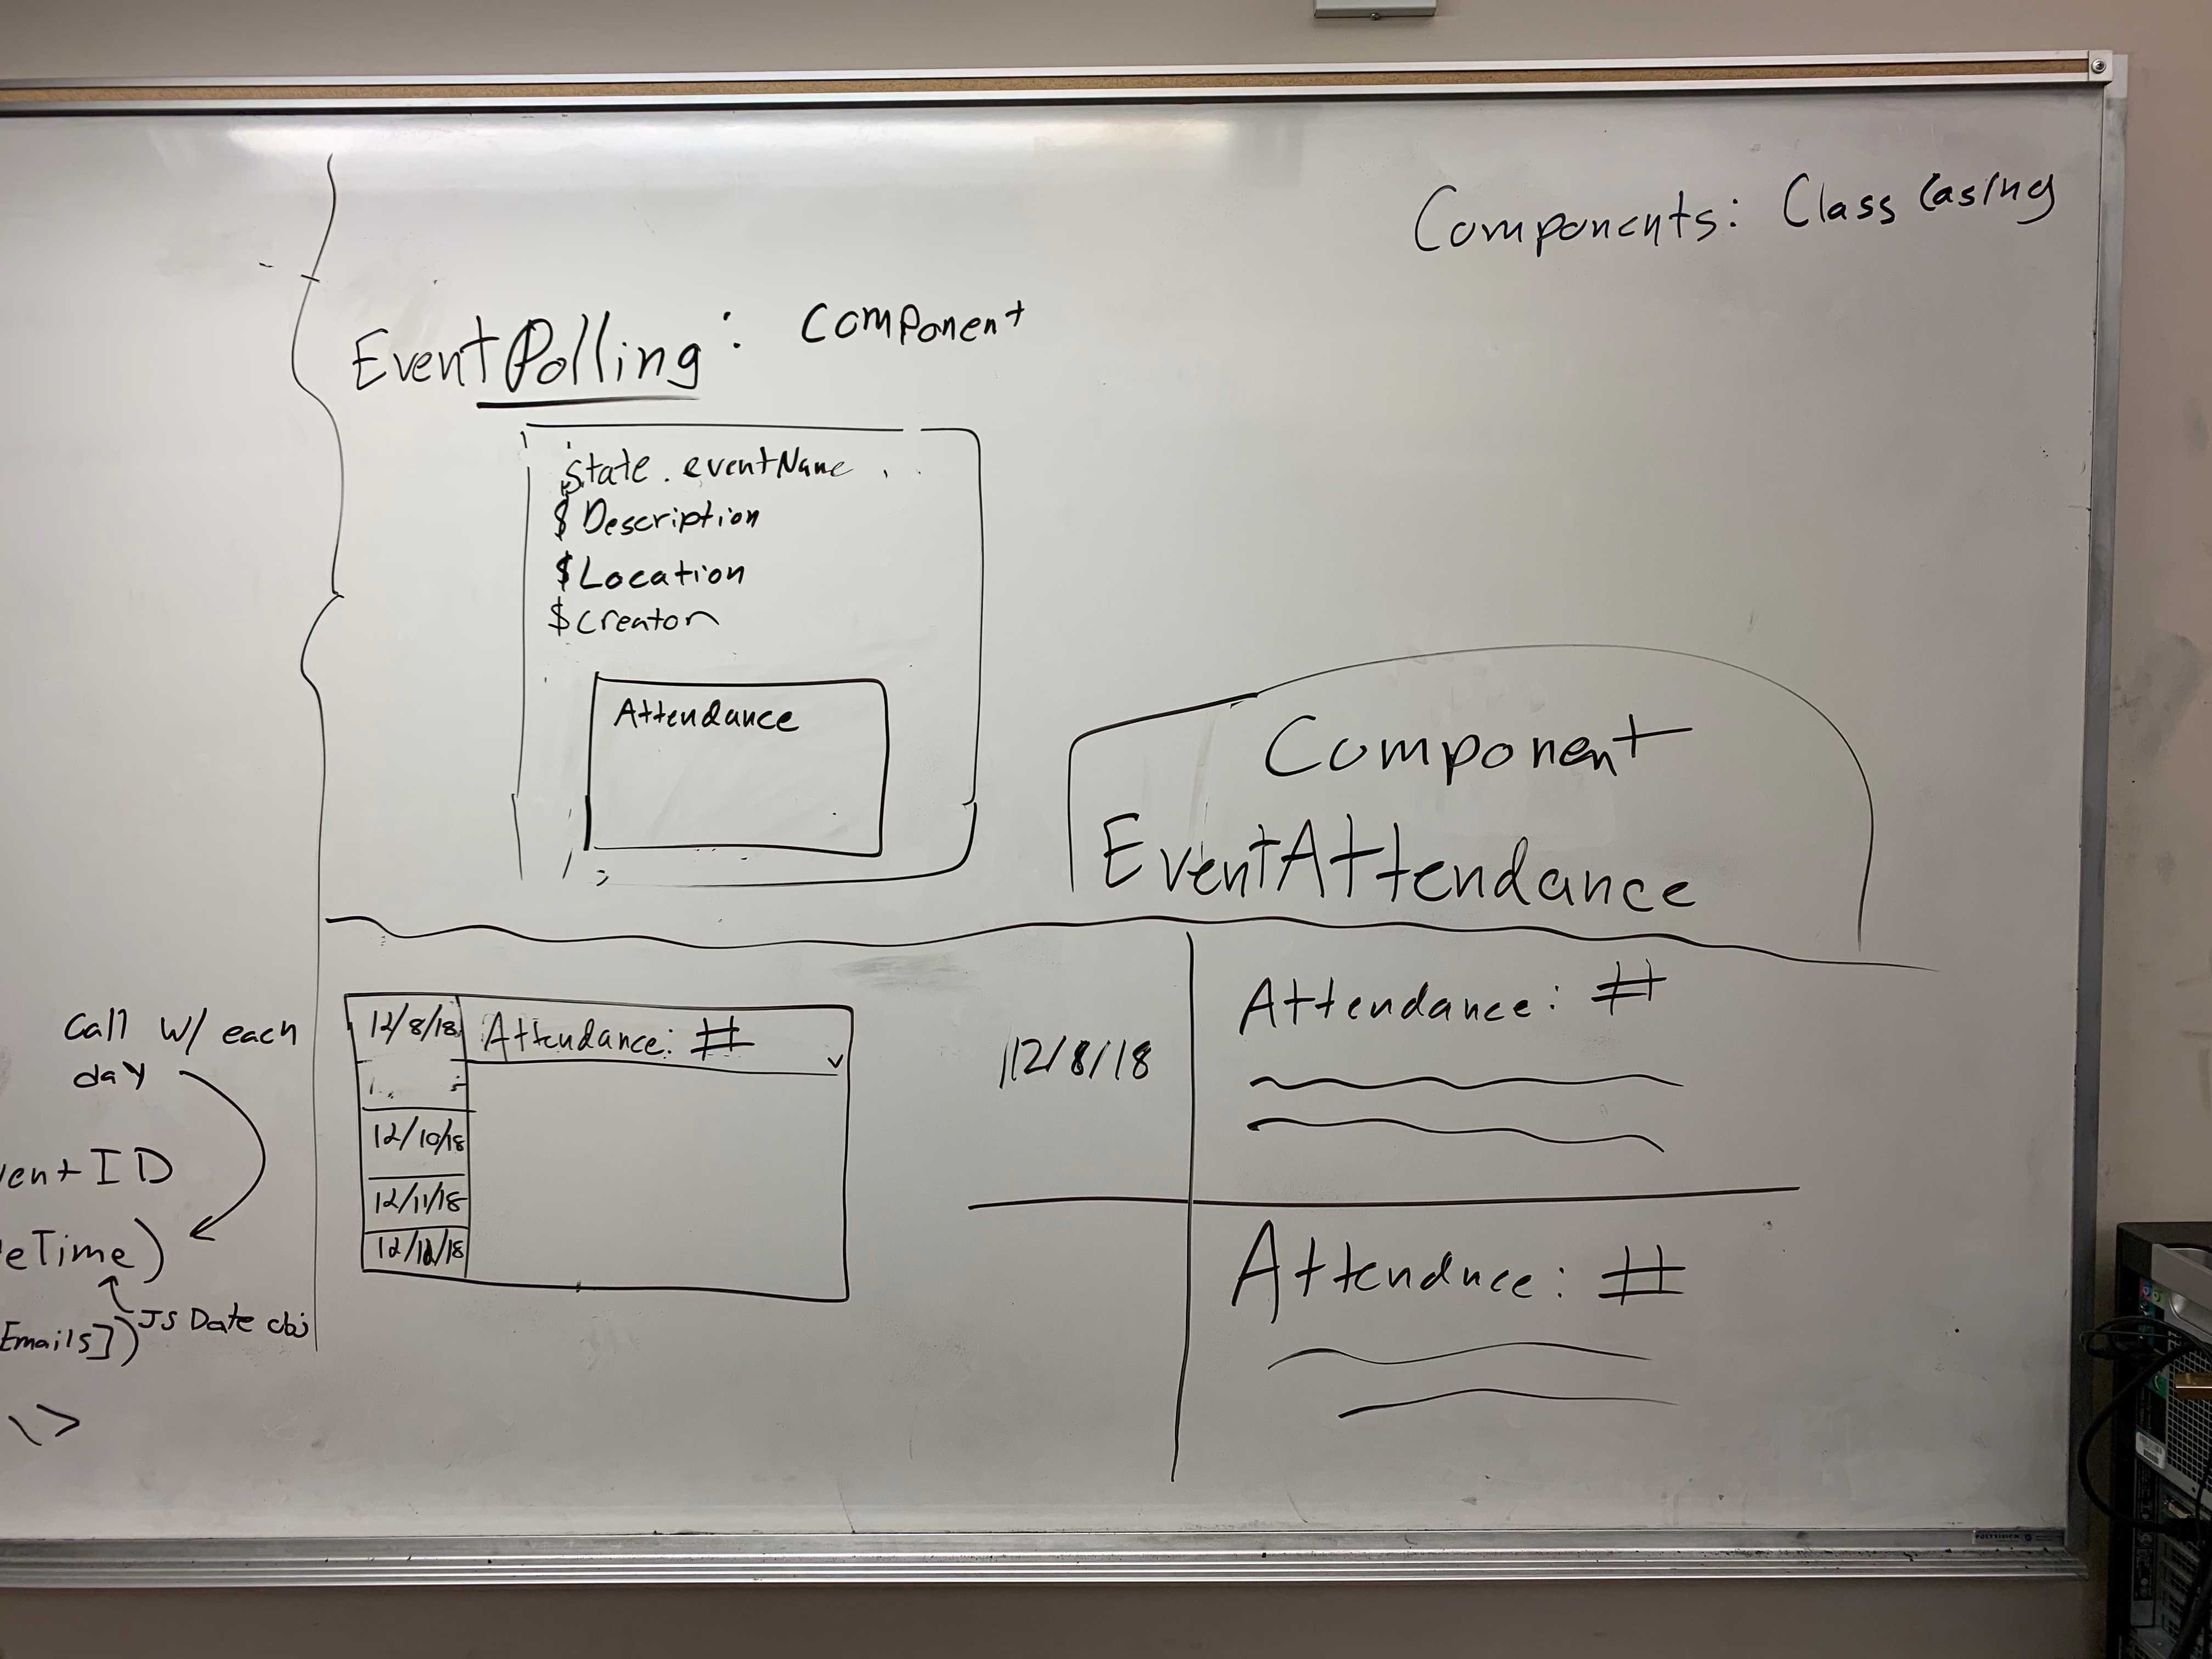 Components: Class Casing
EventPolling: Component
state.eventName
$Description
$Location
$Creator
Attendance
Component
EventAttendance
Call w/ each
day
ventID
eTime)
JS Date obj
Emails])
\>
12/8/18 Attendance: #
12/10/18
12/11/18
12/12/18
12/8/18
Attendance: #
Attendnce: #